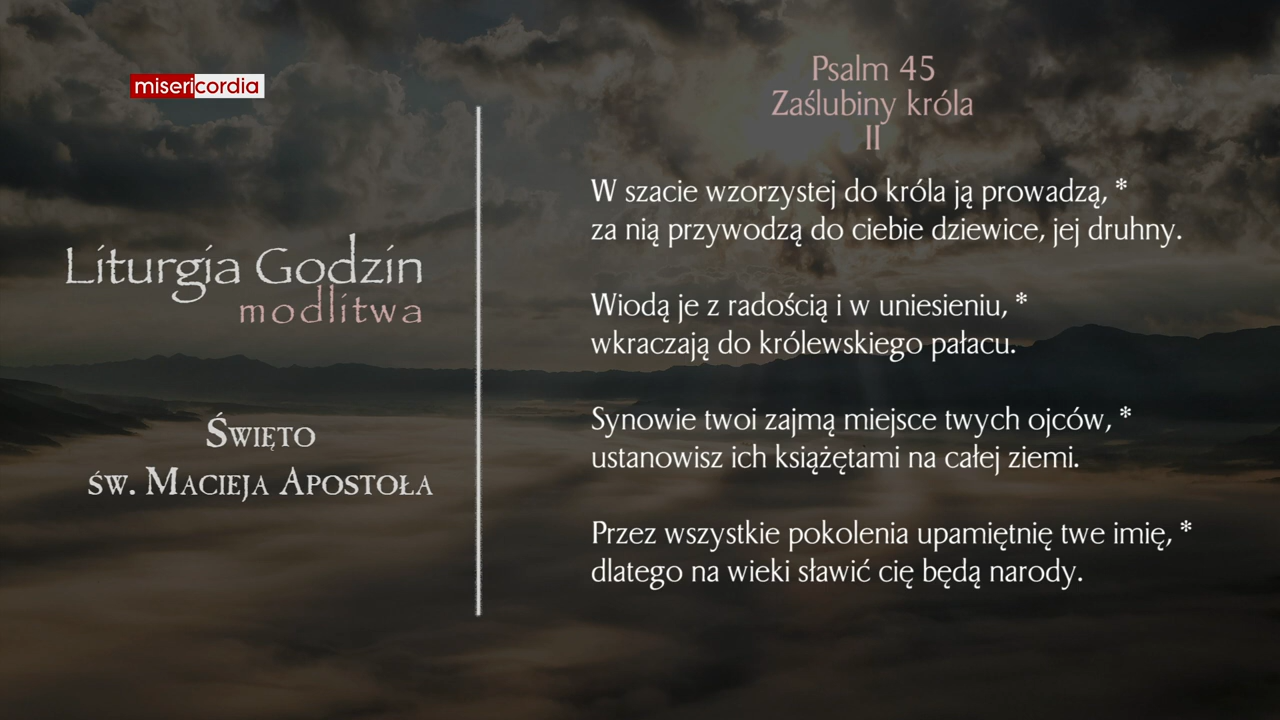 misericordia
Liturgia Godzin
modlitwa
Święto
św. Macieja Apostoła
Psalm 45
Zaślubiny króla
II
W szacie wzorzystej do króla ją prowadzą, *
za nią przywodzą do ciebie dziewice, jej druhny.
Wiodą je z radością i w uniesieniu, *
wkraczają do królewskiego pałacu.
Synowie twoi zajmą miejsce twych ojców, *
ustanowisz ich książętami na całej ziemi.
Przez wszystkie pokolenia upamiętnię twe imię, *
dlatego na wieki sławić cię będą narody.